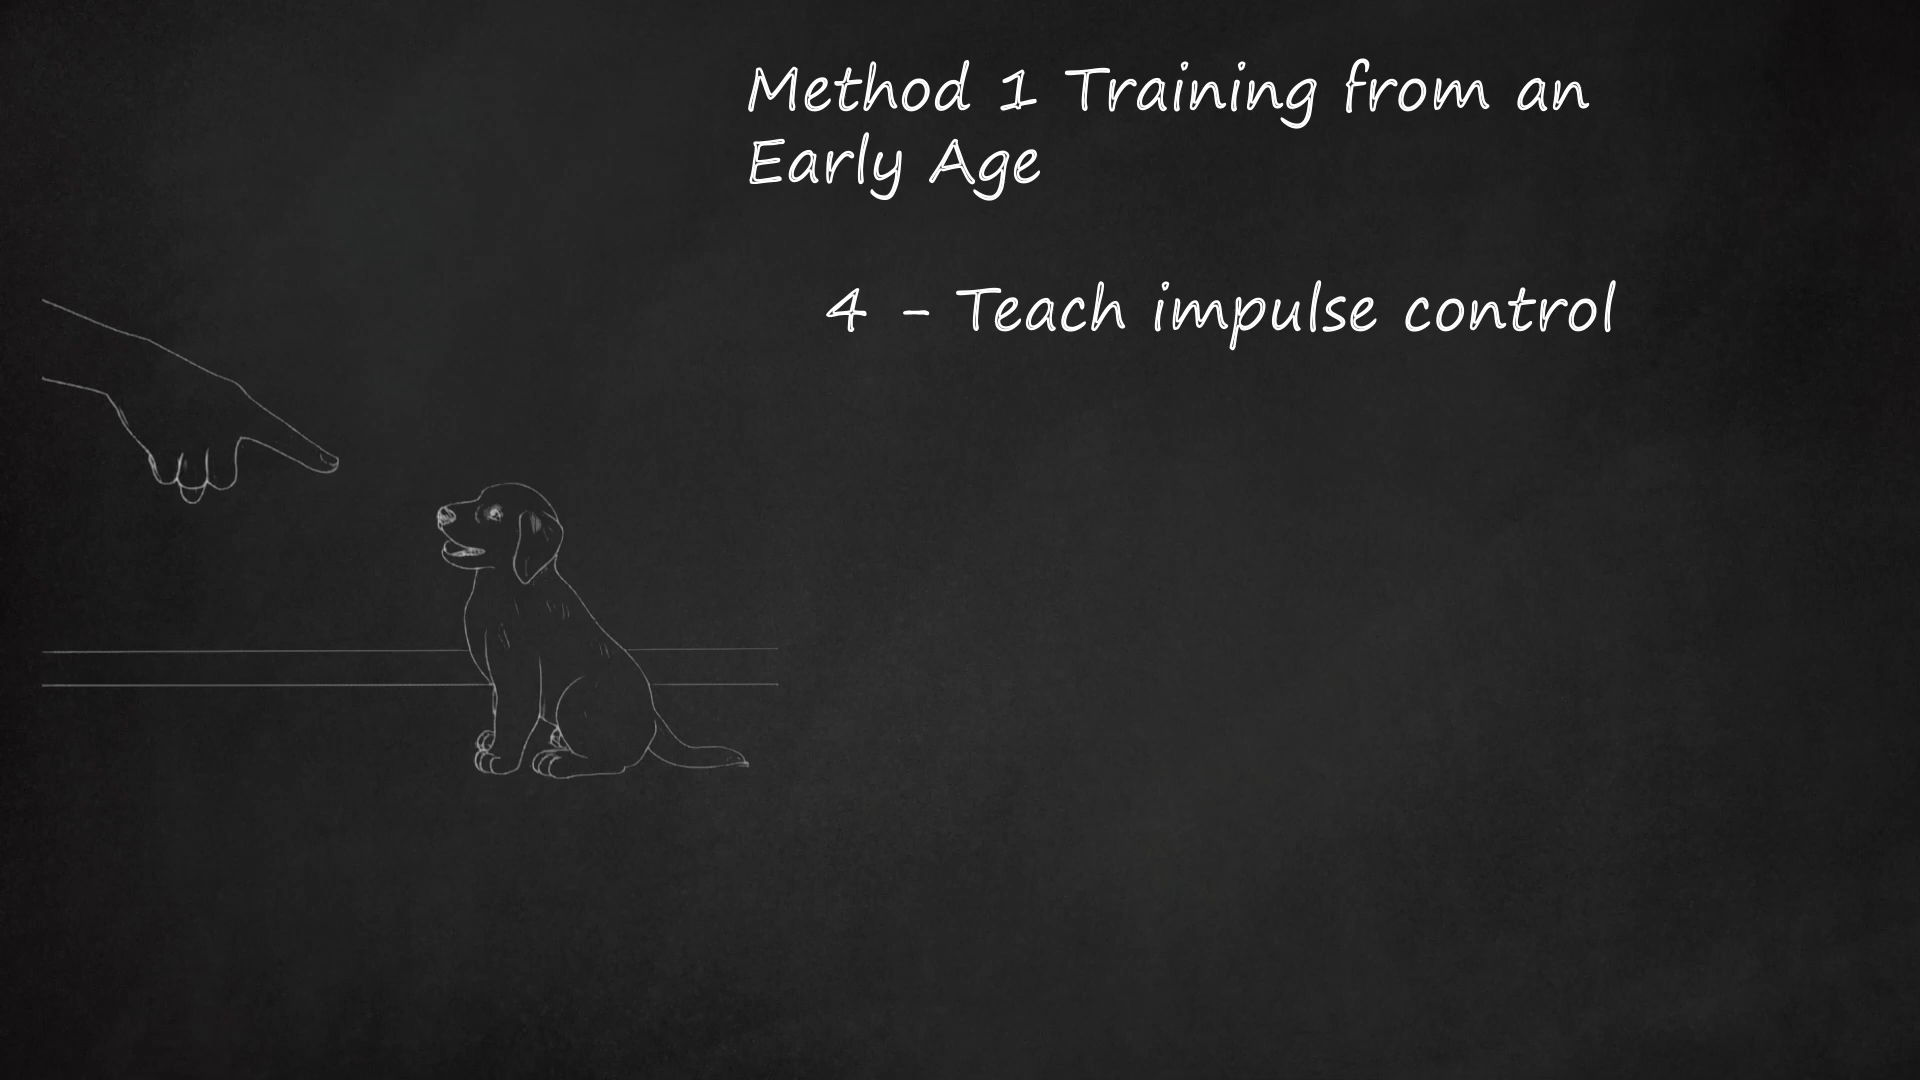 Method 1 Training from an
Early Age
4 - Teach impulse control